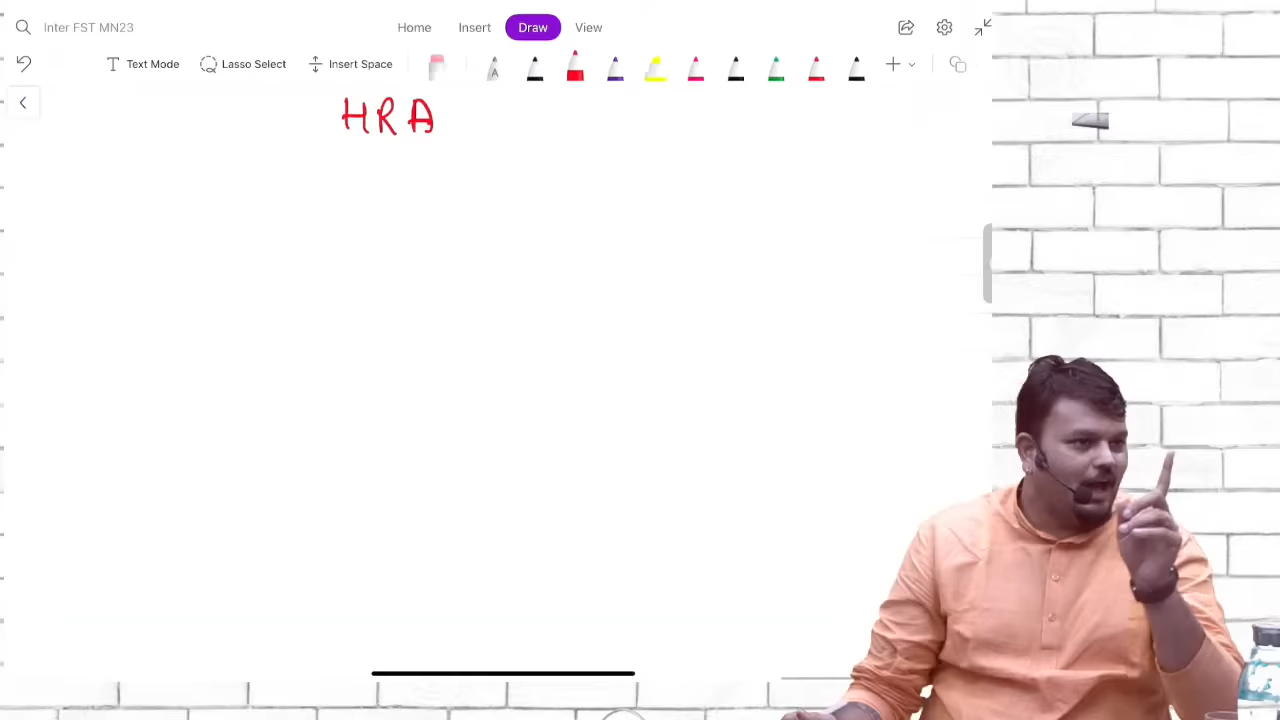 Inter FST MN23
Home Insert Draw View
Text Mode Lasso Select Insert Space
HRA